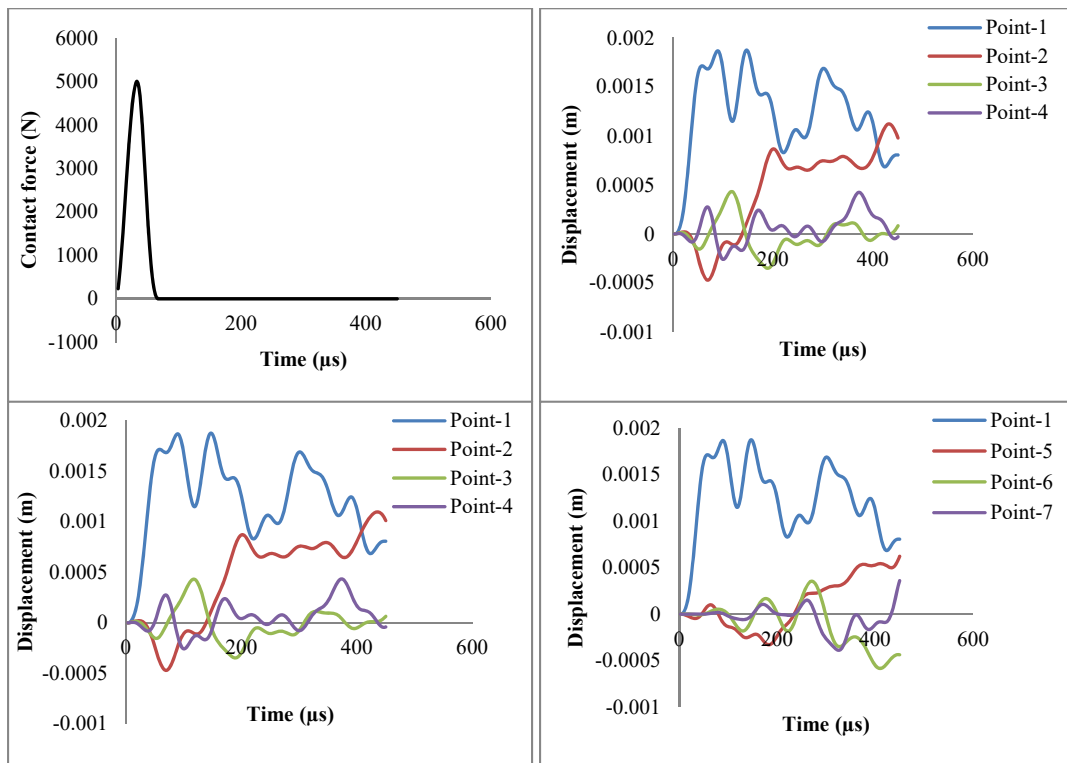 6000
5000
4000
3000
2000
1000
0
-1000
0
200
400
600
Contact force (N)
Time (µs)
0.002
0.0015
0.001
0.0005
0
-0.0005
-0.001
0
200
400
600
Displacement (m)
Time (µs)
Point-1
Point-2
Point-3
Point-4
0.002
0.0015
0.001
0.0005
0
-0.0005
-0.001
0
200
400
600
Displacement (m)
Time (µs)
Point-1
Point-2
Point-3
Point-4
0.002
0.0015
0.001
0.0005
0
-0.0005
-0.001
0
200
400
600
Displacement (m)
Time (µs)
Point-1
Point-5
Point-6
Point-7